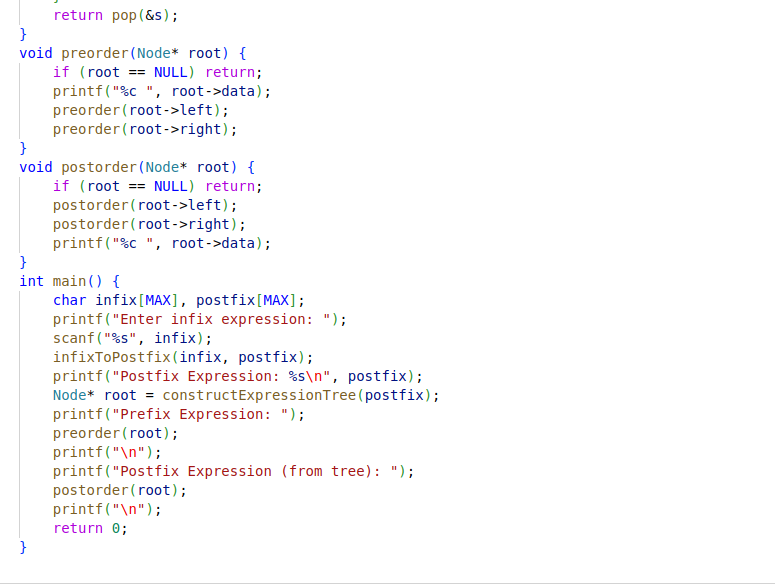 return pop(&s);
}
void preorder(Node* root) {
    if (root == NULL) return;
    printf("%c ", root->data);
    preorder(root->left);
    preorder(root->right);
}
void postorder(Node* root) {
    if (root == NULL) return;
    postorder(root->left);
    postorder(root->right);
    printf("%c ", root->data);
}
int main() {
    char infix[MAX], postfix[MAX];
    printf("Enter infix expression: ");
    scanf("%s", infix);
    infixToPostfix(infix, postfix);
    printf("Postfix Expression: %s\n", postfix);
    Node* root = constructExpressionTree(postfix);
    printf("Prefix Expression: ");
    preorder(root);
    printf("\n");
    printf("Postfix Expression (from tree): ");
    postorder(root);
    printf("\n");
    return 0;
}